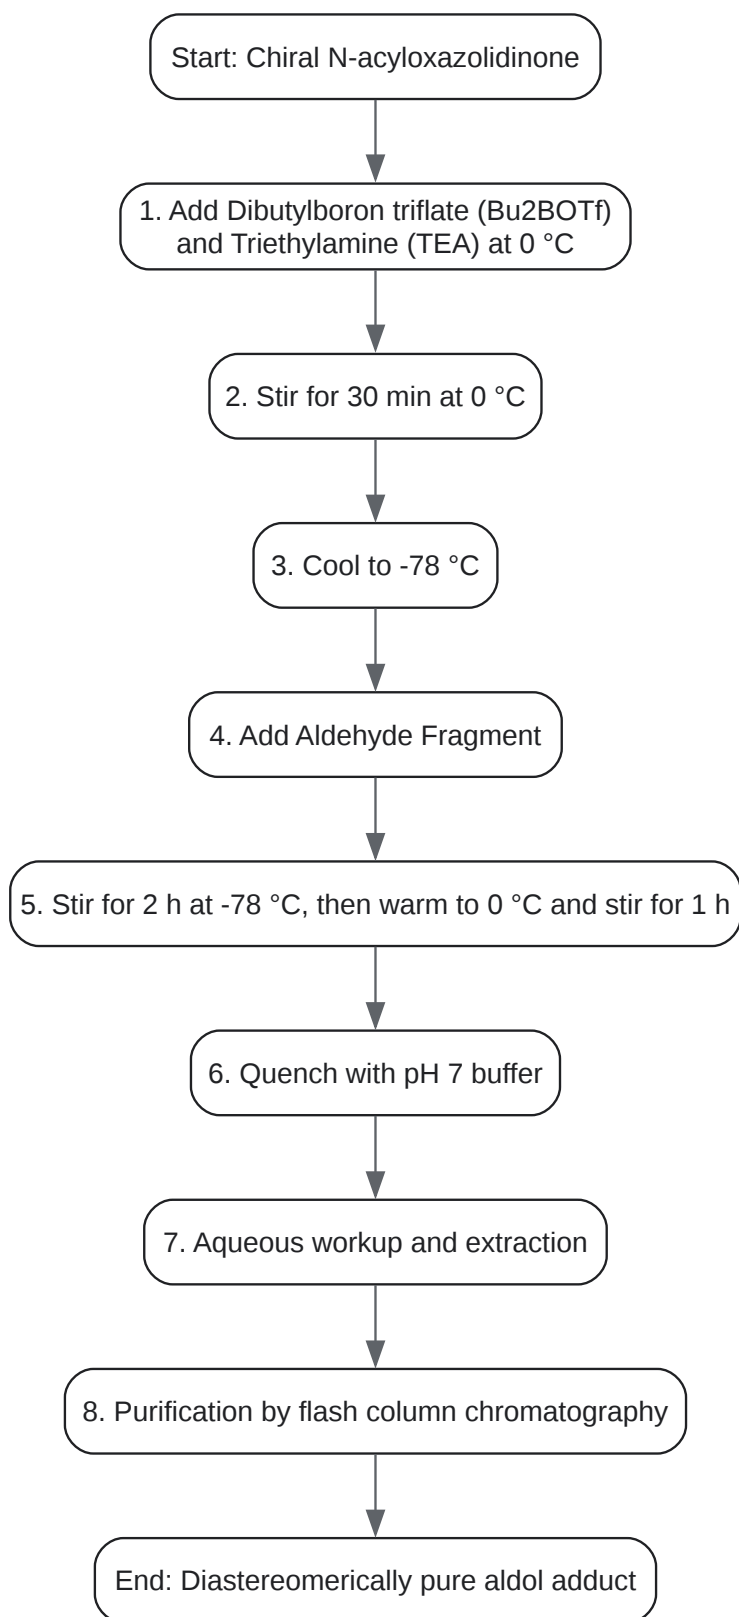 Start: Chiral N-acyloxazolidinone
1. Add Dibutylboron triflate (Bu2BOTf)
and Triethylamine (TEA) at 0 °C
2. Stir for 30 min at 0 °C
3. Cool to -78 °C
4. Add Aldehyde Fragment
5. Stir for 2 h at -78 °C, then warm to 0 °C and stir for 1 h
6. Quench with pH 7 buffer
7. Aqueous workup and extraction
8. Purification by flash column chromatography
End: Diastereomerically pure aldol adduct